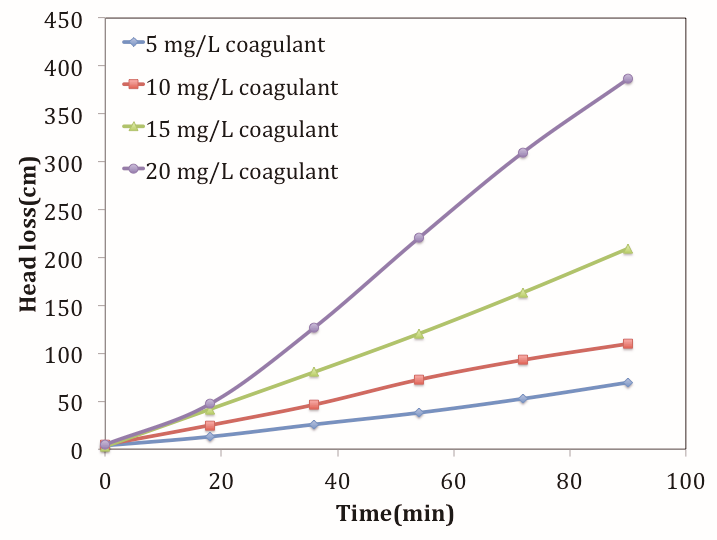 450
400
350
300
250
200
150
100
50
0
Head loss(cm)
5 mg/L coagulant
10 mg/L coagulant
15 mg/L coagulant
20 mg/L coagulant
0 20 40 60 80 100
Time(min)